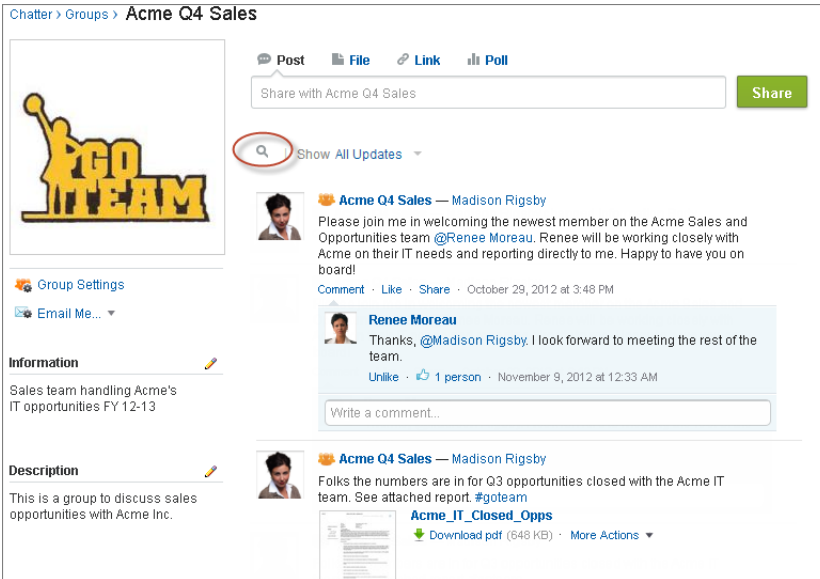 Chatter › Groups › Acme Q4 Sales
GO
TEAM
Group Settings
Email Me...
Information
Sales team handling Acme's
IT opportunities FY 12-13
Description
This is a group to discuss sales
opportunities with Acme Inc.
Post File Link Poll
Share with Acme Q4 Sales
Share
Show All Updates
Acme Q4 Sales — Madison Rigsby
Please join me in welcoming the newest member on the Acme Sales and
Opportunities team @Renee Moreau. Renee will be working closely with
Acme on their IT needs and reporting directly to me. Happy to have you on
board!
Comment · Like · Share · October 29, 2012 at 3:48 PM
Renee Moreau
Thanks, @Madison Rigsby. I look forward to meeting the rest of the
team.
Unlike · 1 person · November 9, 2012 at 12:33 AM
Write a comment...
Acme Q4 Sales — Madison Rigsby
Folks the numbers are in for Q3 opportunities closed with the Acme IT
team. See attached report. #goteam
Acme_IT_Closed_Opps
Download pdf (648 KB) · More Actions